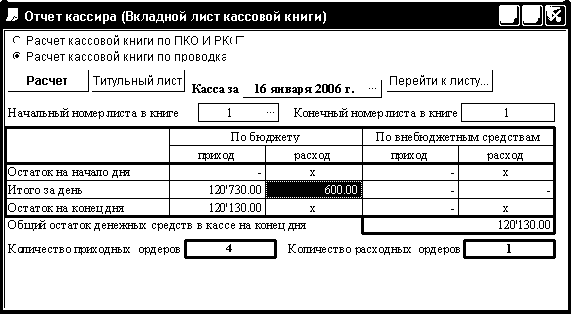 Отчет кассира (Вкладной лист кассовой книги)
Расчет кассовой книги по ПКО И РКО
Расчет кассовой книги по проводка
Расчет Титульный лист Касса за 16 января 2006 г. ... Перейти к листу...
Начальный номер листа в книге 1 ... Конечный номер листа в книге 1
По бюджету По внебюджетным средствам
приход расход приход расход
Остаток на начало дня - x - x
Итого за день 120'730.00 600.00 - -
Остаток на конец дня 120'130.00 x - x
Общий остаток денежных средств в кассе на конец дня 120'130.00
Количество приходных ордеров 4 Количество расходных ордеров 1